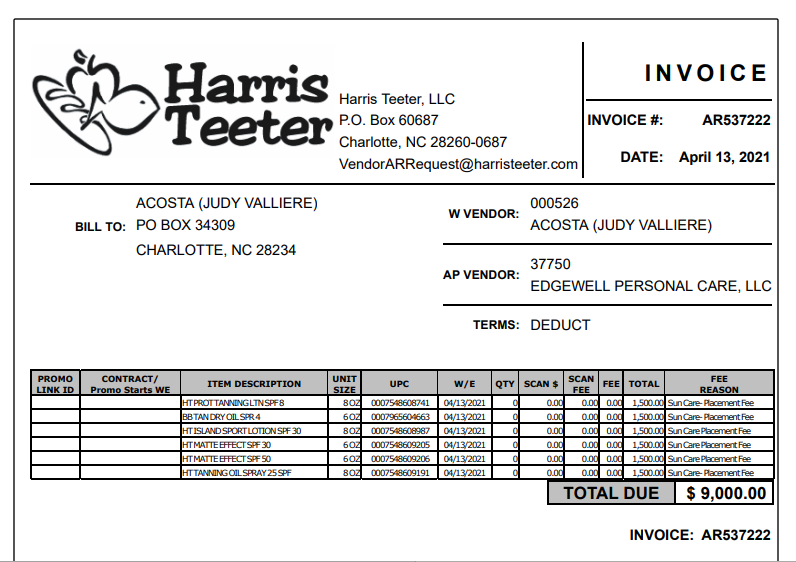 Harris
Teeter
Harris Teeter, LLC
P.O. Box 60687
Charlotte, NC 28260-0687
VendorARRequest@harristeeter.com
INVOICE
INVOICE #: AR537222
DATE: April 13, 2021
BILL TO:
ACOSTA (JUDY VALLIERE)
PO BOX 34309
CHARLOTTE, NC 28234
W VENDOR:
000526
ACOSTA (JUDY VALLIERE)
AP VENDOR:
37750
EDGEWELL PERSONAL CARE, LLC
TERMS: DEDUCT
PROMO LINK ID CONTRACT/ Promo Starts WE ITEM DESCRIPTION UNIT SIZE UPC W/E QTY SCAN $ SCAN FEE FEE TOTAL FEE REASON
HT PROT TANNING LTN SPF 8 8 OZ 0007548608741 04/13/2021 0 0.00 0.00 0.00 1,500.00 Sun Care- Placement Fee
BB TAN DRY OIL SPR 4 6 OZ 0007965604663 04/13/2021 0 0.00 0.00 0.00 1,500.00 Sun Care- Placement Fee
HT ISLAND SPORT LOTION SPF 30 8 OZ 0007548608987 04/13/2021 0 0.00 0.00 0.00 1,500.00 Sun Care- Placement Fee
HT MATTE EFFECT SPF 30 6 OZ 0007548609205 04/13/2021 0 0.00 0.00 0.00 1,500.00 Sun Care- Placement Fee
HT MATTE EFFECT SPF 50 6 OZ 0007548609206 04/13/2021 0 0.00 0.00 0.00 1,500.00 Sun Care- Placement Fee
HT TANNING OIL SPRAY 25 SPF 8 OZ 0007548609191 04/13/2021 0 0.00 0.00 0.00 1,500.00 Sun Care- Placement Fee
TOTAL DUE $ 9,000.00
INVOICE: AR537222